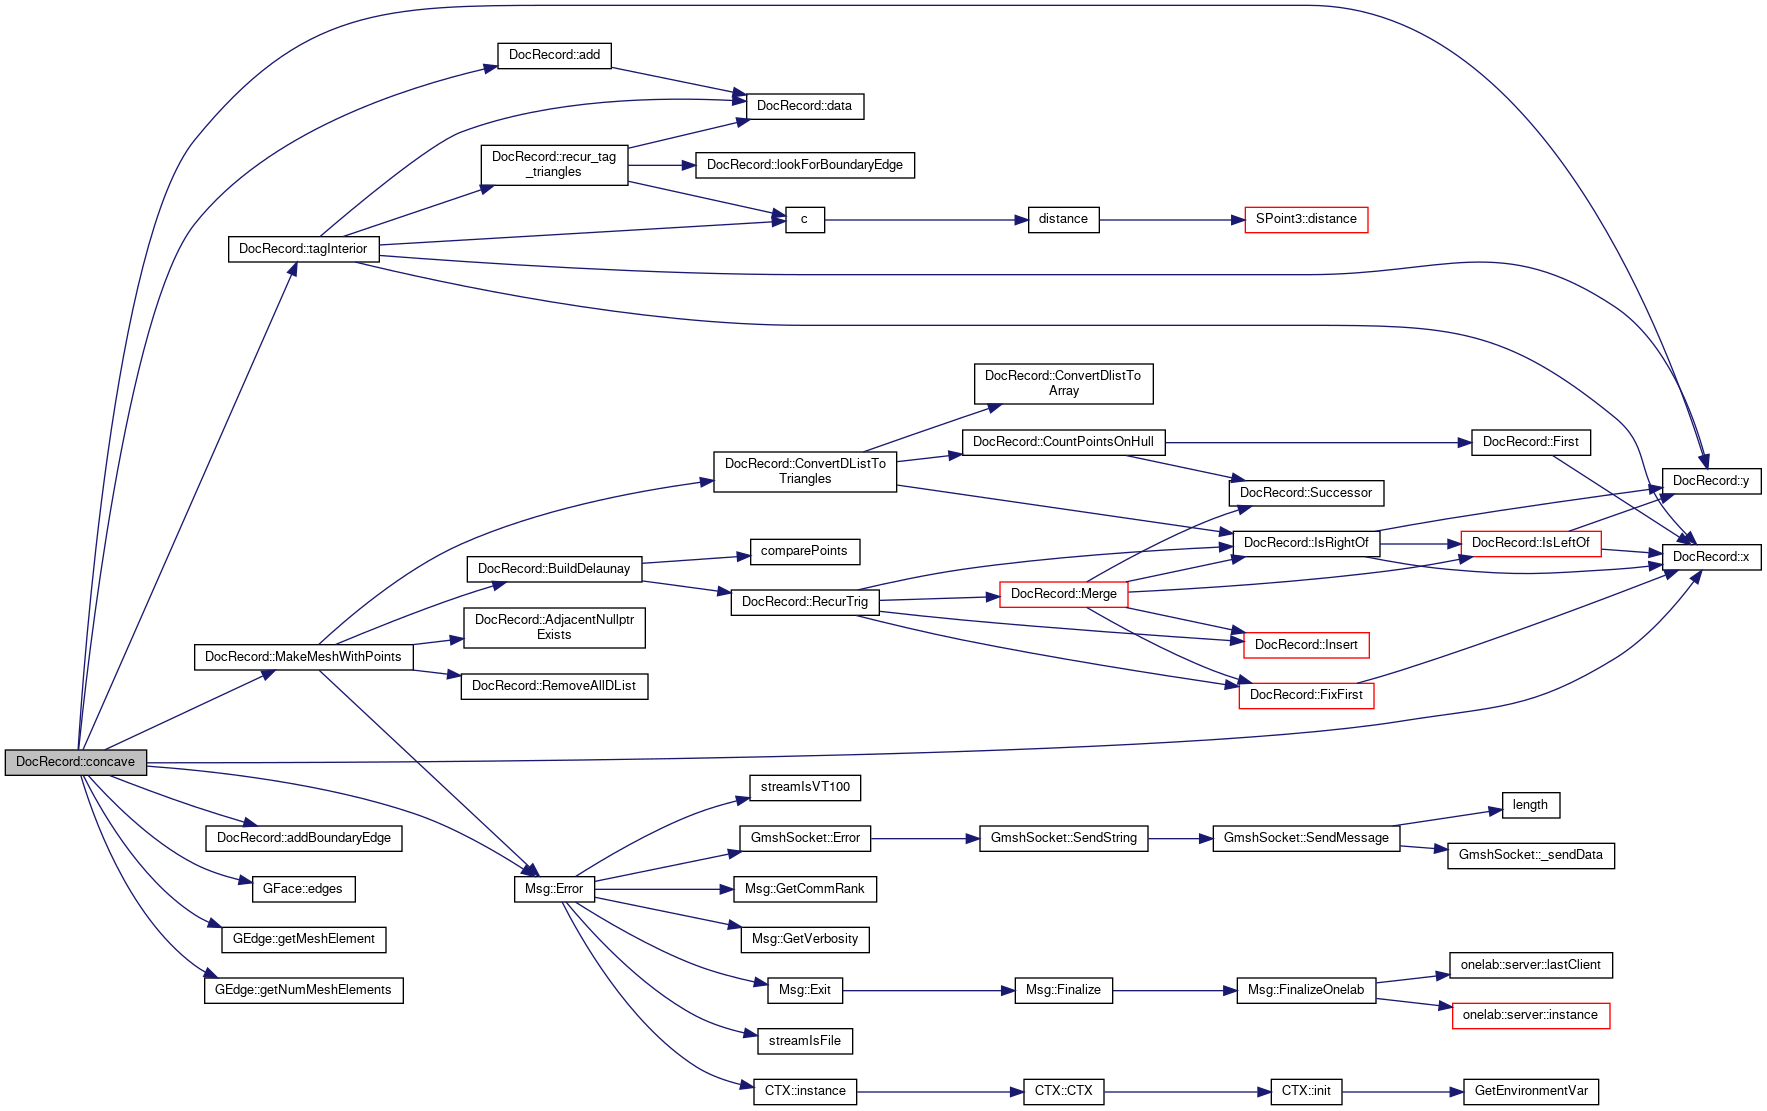 DocRecord::add
DocRecord::data
DocRecord::recur_tag
_triangles
DocRecord::lookForBoundaryEdge
c
distance
SPoint3::distance
DocRecord::tagInterior
DocRecord::ConvertDlistTo
Array
DocRecord::CountPointsOnHull
DocRecord::First
DocRecord::ConvertDListTo
Triangles
DocRecord::Successor
DocRecord::y
DocRecord::IsRightOf
DocRecord::IsLeftOf
DocRecord::x
comparePoints
DocRecord::BuildDelaunay
DocRecord::RecurTrig
DocRecord::Merge
DocRecord::AdjacentNullptr
Exists
DocRecord::Insert
DocRecord::MakeMeshWithPoints
DocRecord::RemoveAllDList
DocRecord::FixFirst
DocRecord::concave
streamIsVT100
length
DocRecord::addBoundaryEdge
GmshSocket::Error
GmshSocket::SendString
GmshSocket::SendMessage
GmshSocket::_sendData
GFace::edges
Msg::Error
Msg::GetCommRank
GEdge::getMeshElement
Msg::GetVerbosity
onelab::server::lastClient
GEdge::getNumMeshElements
Msg::Exit
Msg::Finalize
Msg::FinalizeOnelab
onelab::server::instance
streamIsFile
CTX::instance
CTX::CTX
CTX::init
GetEnvironmentVar